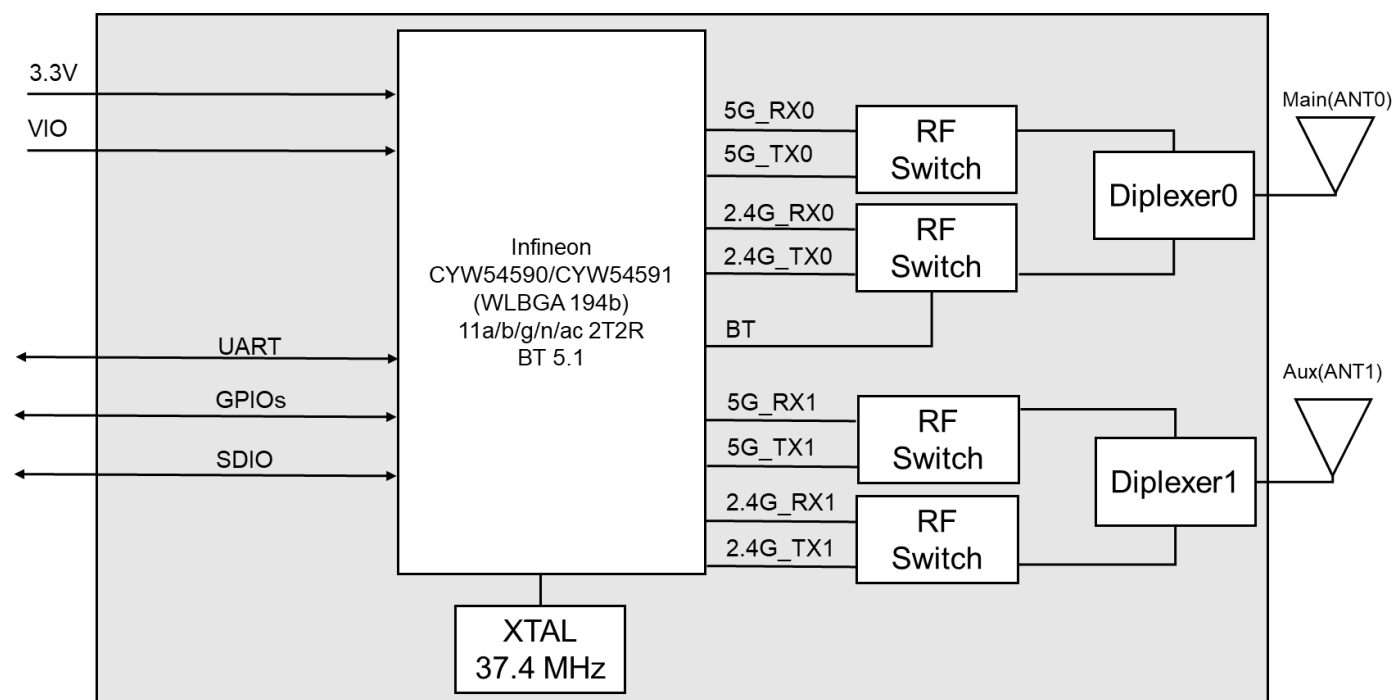 3.3V
VIO
UART
GPIOs
SDIO
Infineon
CYW54590/CYW54591
(WLBGA 194b)
11a/b/g/n/ac 2T2R
BT 5.1
XTAL
37.4 MHz
5G_RX0
5G_TX0
2.4G_RX0
2.4G_TX0
BT
5G_RX1
5G_TX1
2.4G_RX1
2.4G_TX1
RF
Switch
RF
Switch
RF
Switch
RF
Switch
Diplexer0
Diplexer1
Main(ANT0)
Aux(ANT1)